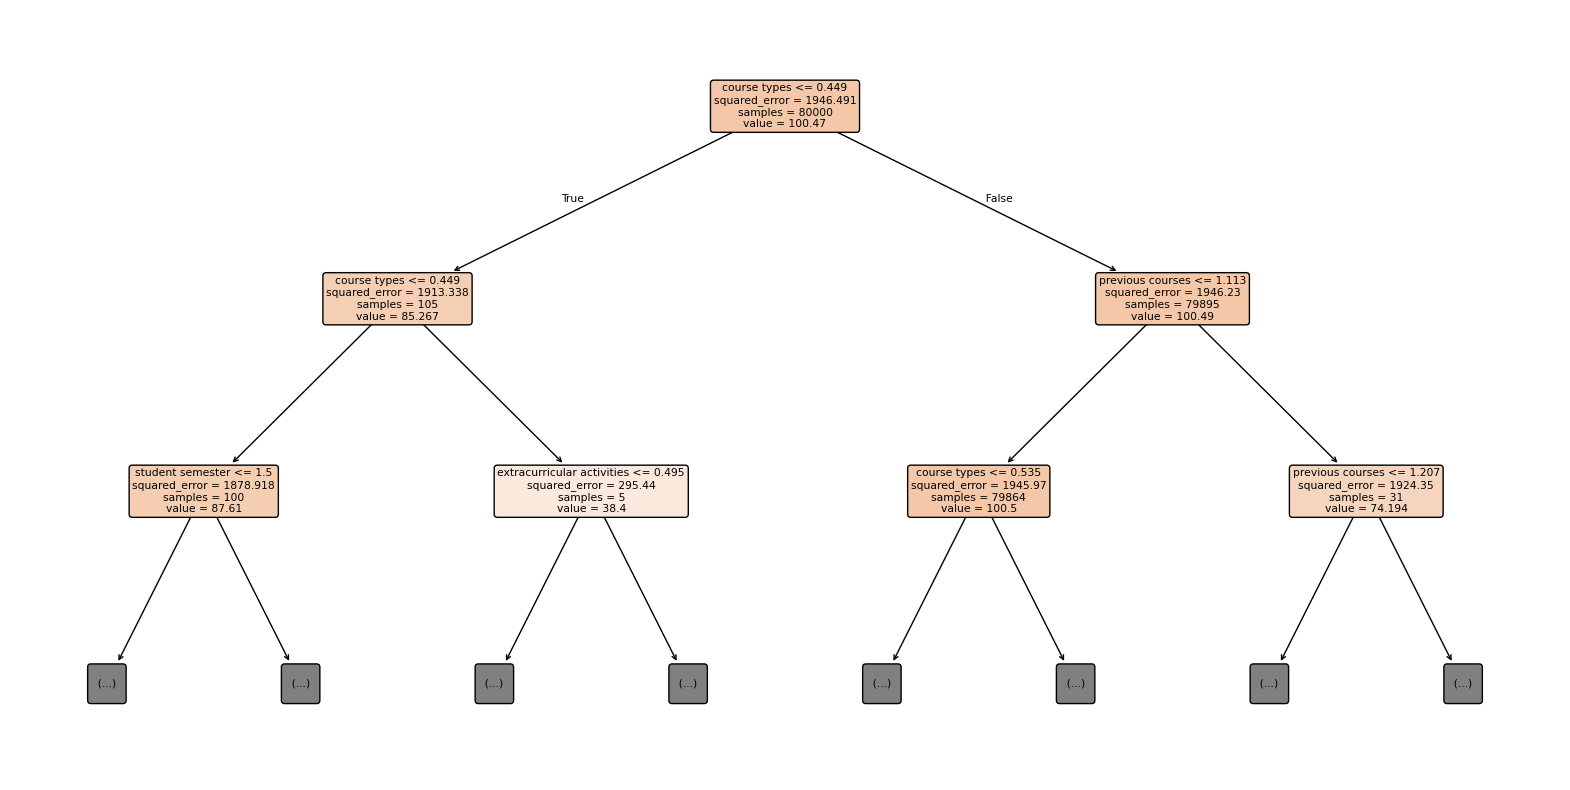 course types <= 0.449
squared_error = 1946.491
samples = 80000
value = 100.47
True
False
course types <= 0.449
squared_error = 1913.338
samples = 105
value = 85.267
previous courses <= 1.113
squared_error = 1946.23
samples = 79895
value = 100.49
student semester <= 1.5
squared_error = 1878.918
samples = 100
value = 87.61
extracurricular activities <= 0.495
squared_error = 295.44
samples = 5
value = 38.4
course types <= 0.535
squared_error = 1945.97
samples = 79864
value = 100.5
previous courses <= 1.207
squared_error = 1924.35
samples = 31
value = 74.194
(...)
(...)
(...)
(...)
(...)
(...)
(...)
(...)